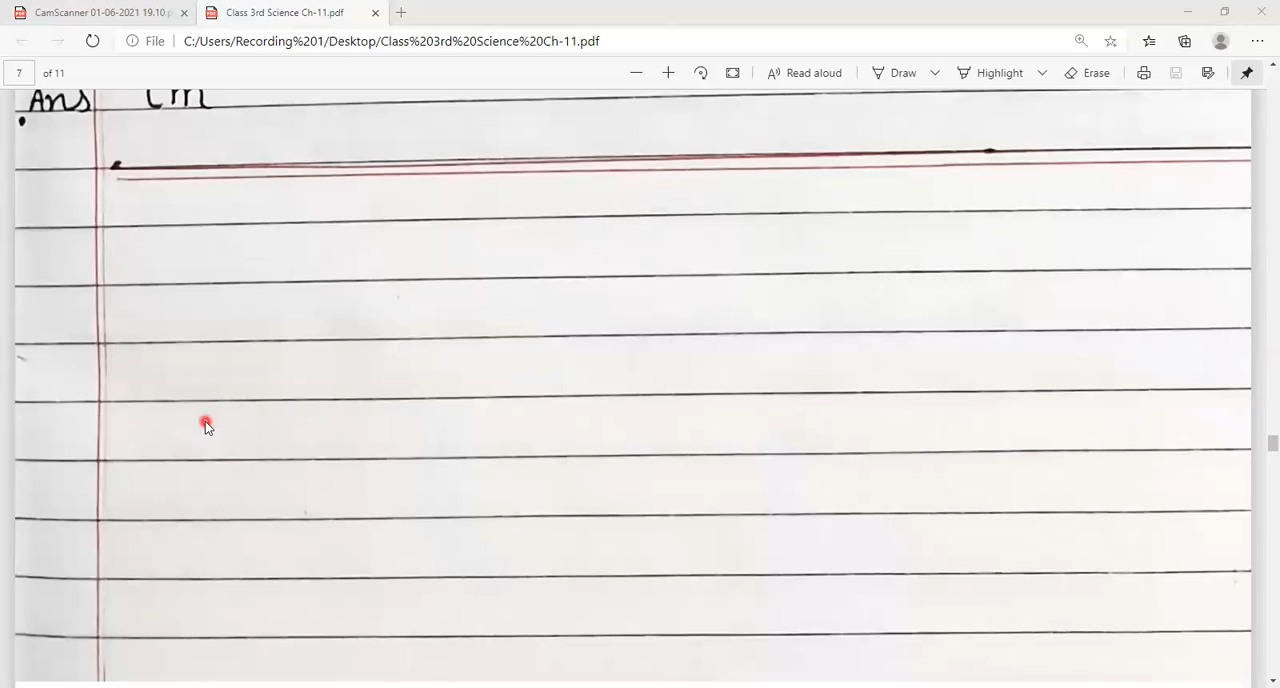 CamScanner 01-06-2021 19.10.p
Class 3rd Science Ch-11.pdf
File
C:/Users/Recording%201/Desktop/Class%203rd%20Science%20Ch-11.pdf
7 of 11
Read aloud
Draw
Highlight
Erase
Ans